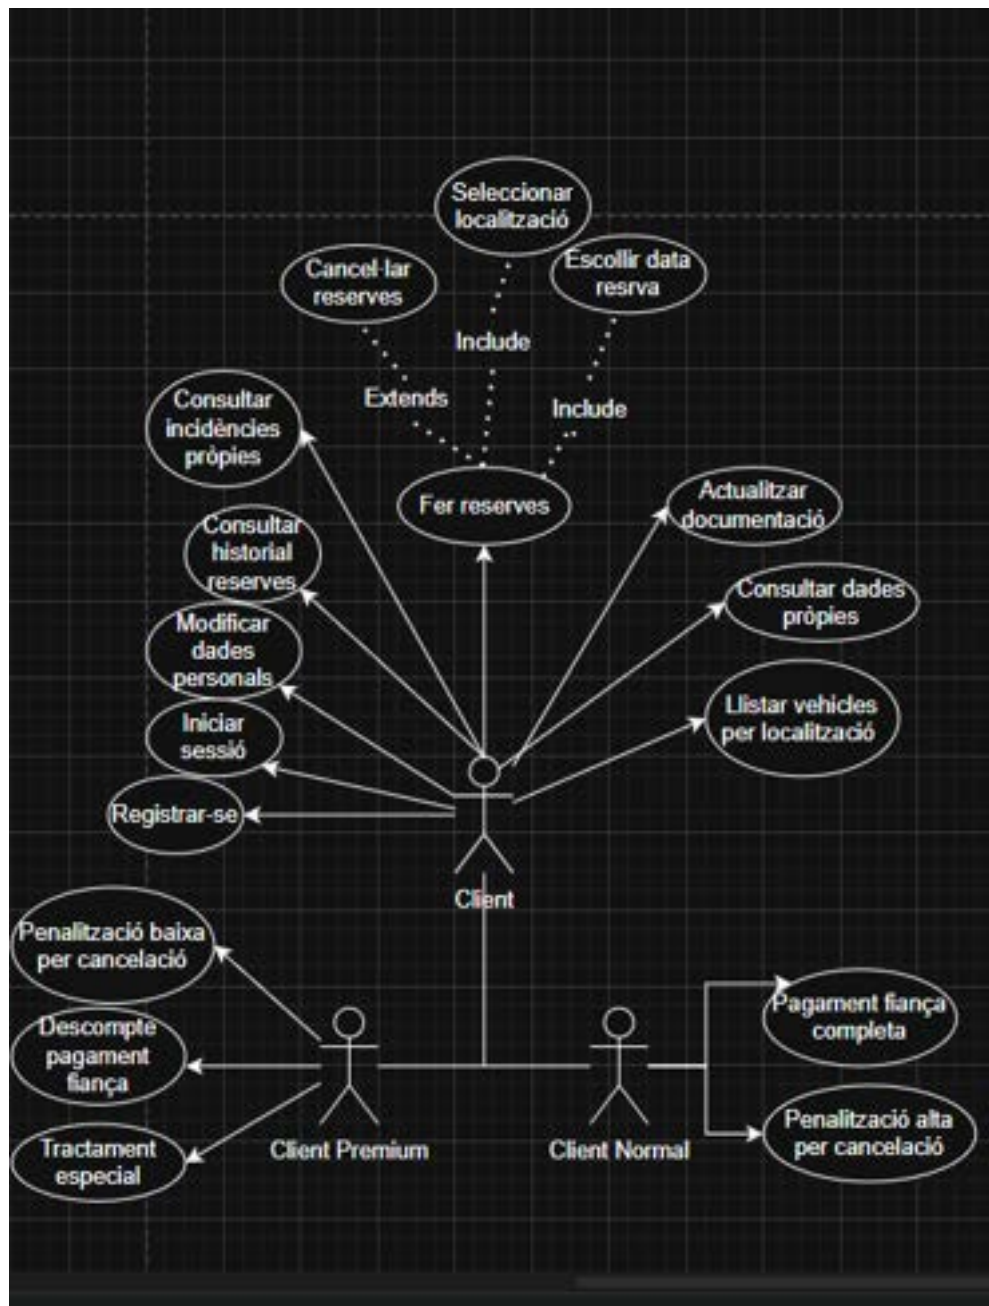 Seleccionar
localització
Cancel·lar
reserves
Escollir data
resrva
Include
Extends
Include
Consultar
incidències
pròpies
Fer reserves
Actualitzar
documentació
Consultar
historial
reserves
Consultar dades
pròpies
Modificar
dades
personals
Llistar vehicles
per localització
Iniciar
sessió
Registrar-se
Client
Penalització baixa
per cancelació
Descompte
pagament
fiança
Tractament
especial
Client Premium
Client Normal
Pagament fiança
completa
Penalització alta
per cancelació